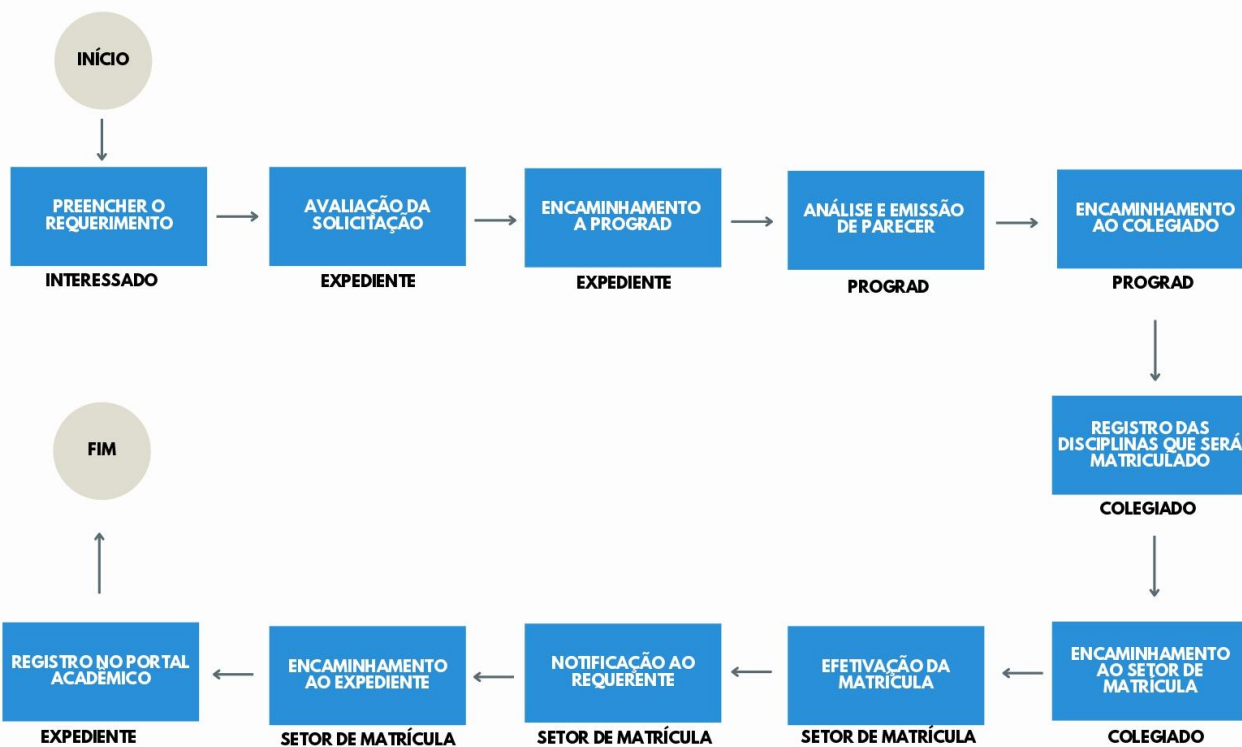 INÍCIO
PREENCHER O
REQUERIMENTO
INTERESSADO
AVALIAÇÃO DA
SOLICITAÇÃO
EXPEDIENTE
ENCAMINHAMENTO
A PROGRAD
EXPEDIENTE
ANÁLISE E EMISSÃO
DE PARECER
PROGRAD
ENCAMINHAMENTO
AO COLEGIADO
PROGRAD
REGISTRO DAS
DISCIPLINAS QUE SERÁ
MATRICULADO
COLEGIADO
ENCAMINHAMENTO
AO SETOR DE
MATRÍCULA
COLEGIADO
EFETIVAÇÃO DA
MATRÍCULA
SETOR DE MATRÍCULA
NOTIFICAÇÃO AO
REQUERENTE
SETOR DE MATRÍCULA
ENCAMINHAMENTO
AO EXPEDIENTE
SETOR DE MATRÍCULA
REGISTRO NO PORTAL
ACADÊMICO
EXPEDIENTE
FIM